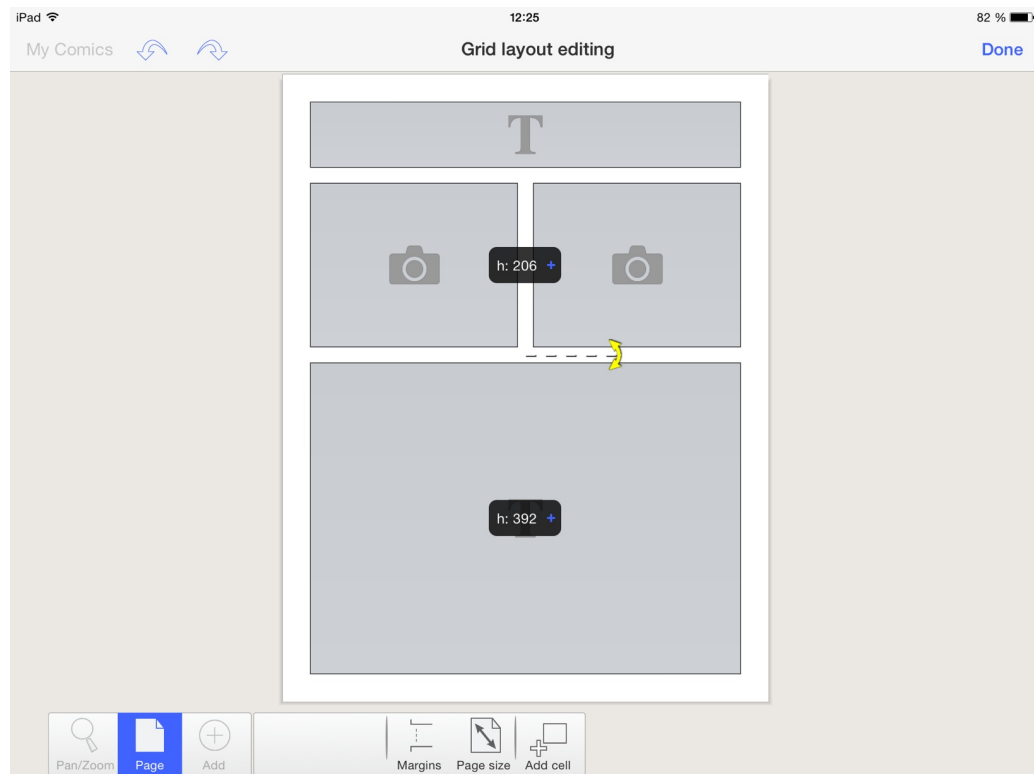 iPad 12:25 82 %
My Comics Grid layout editing Done
T
h: 206 +
h: 392 +
Pan/Zoom Page Add Margins Page size Add cell